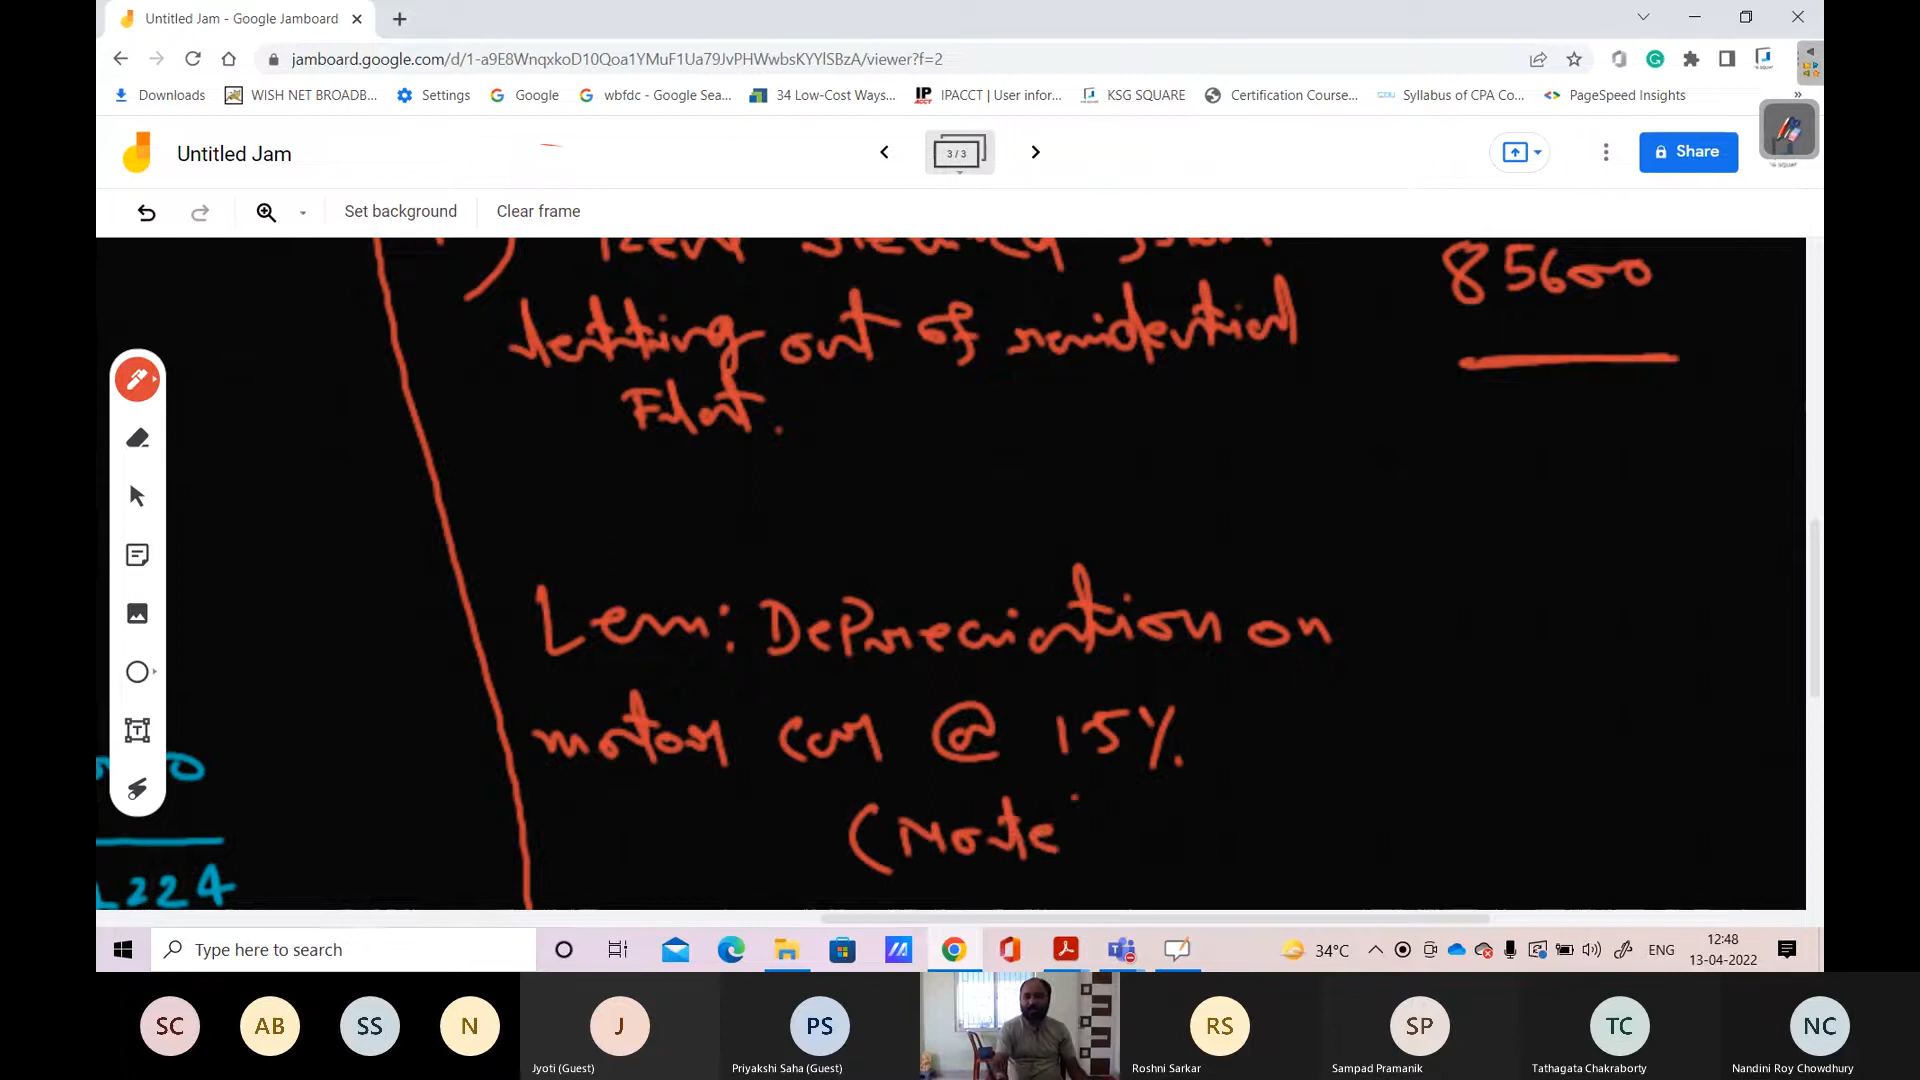 Untitled Jam - Google Jamboard
jamboard.google.com/d/1-a9E8WnqxkoD10Qoa1YMuF1Ua79JvPHWwbsKYYlSBzA/viewer?f=2
Downloads WISH NET BROADB... Settings Google wbfdc - Google Sea... 34 Low-Cost Ways... IPACCT | User infor... KSG SQUARE Certification Course... Syllabus of CPA Co... PageSpeed Insights »
Untitled Jam 3 / 3 Share
Set background Clear frame
85600
letting out of residential
Flat.
Less: Depreciation on
motor car @ 15%.
(Note
224
Type here to search 34°C ENG 12:48
13-04-2022
SC AB SS N J PS RS SP TC NC
Jyoti (Guest) Priyakshi Saha (Guest) Roshni Sarkar Sampad Pramanik Tathagata Chakraborty Nandini Roy Chowdhury